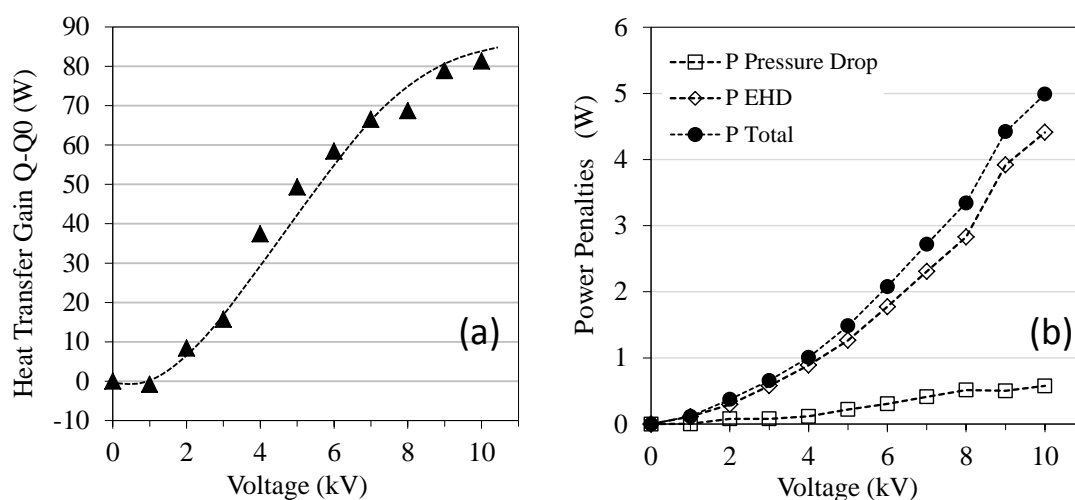 Heat Transfer Gain Q-Q0 (W)
90
80
70
60
50
40
30
20
10
0
-10
0 2 4 6 8 10
Voltage (kV)
(a)
Power Penalties (W)
6
5
4
3
2
1
0
P Pressure Drop
P EHD
P Total
0 2 4 6 8 10
Voltage (kV)
(b)